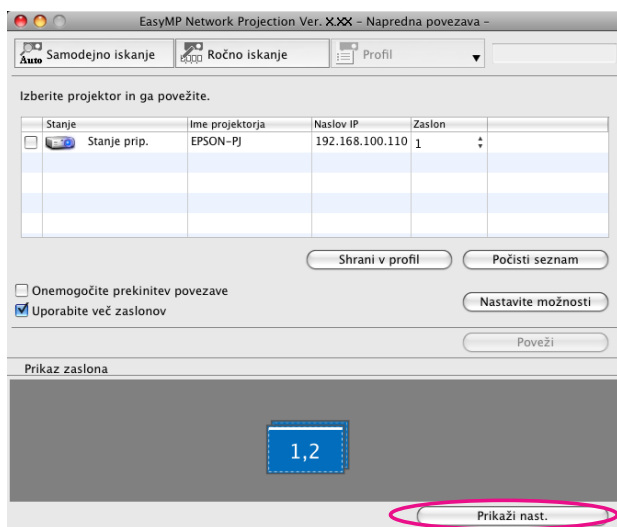 EasyMP Network Projection Ver. X.XX – Napredna povezava –
Auto Samodejno iskanje Ročno iskanje Profil
Izberite projektor in ga povežite.
Stanje Ime projektorja Naslov IP Zaslon
Stanje prip. EPSON-PJ 192.168.100.110 1
Shrani v profil Počisti seznam
Onemogočite prekinitev povezave
Uporabite več zaslonov
Nastavite možnosti
Poveži
Prikaz zaslona
1,2
Prikaži nast.